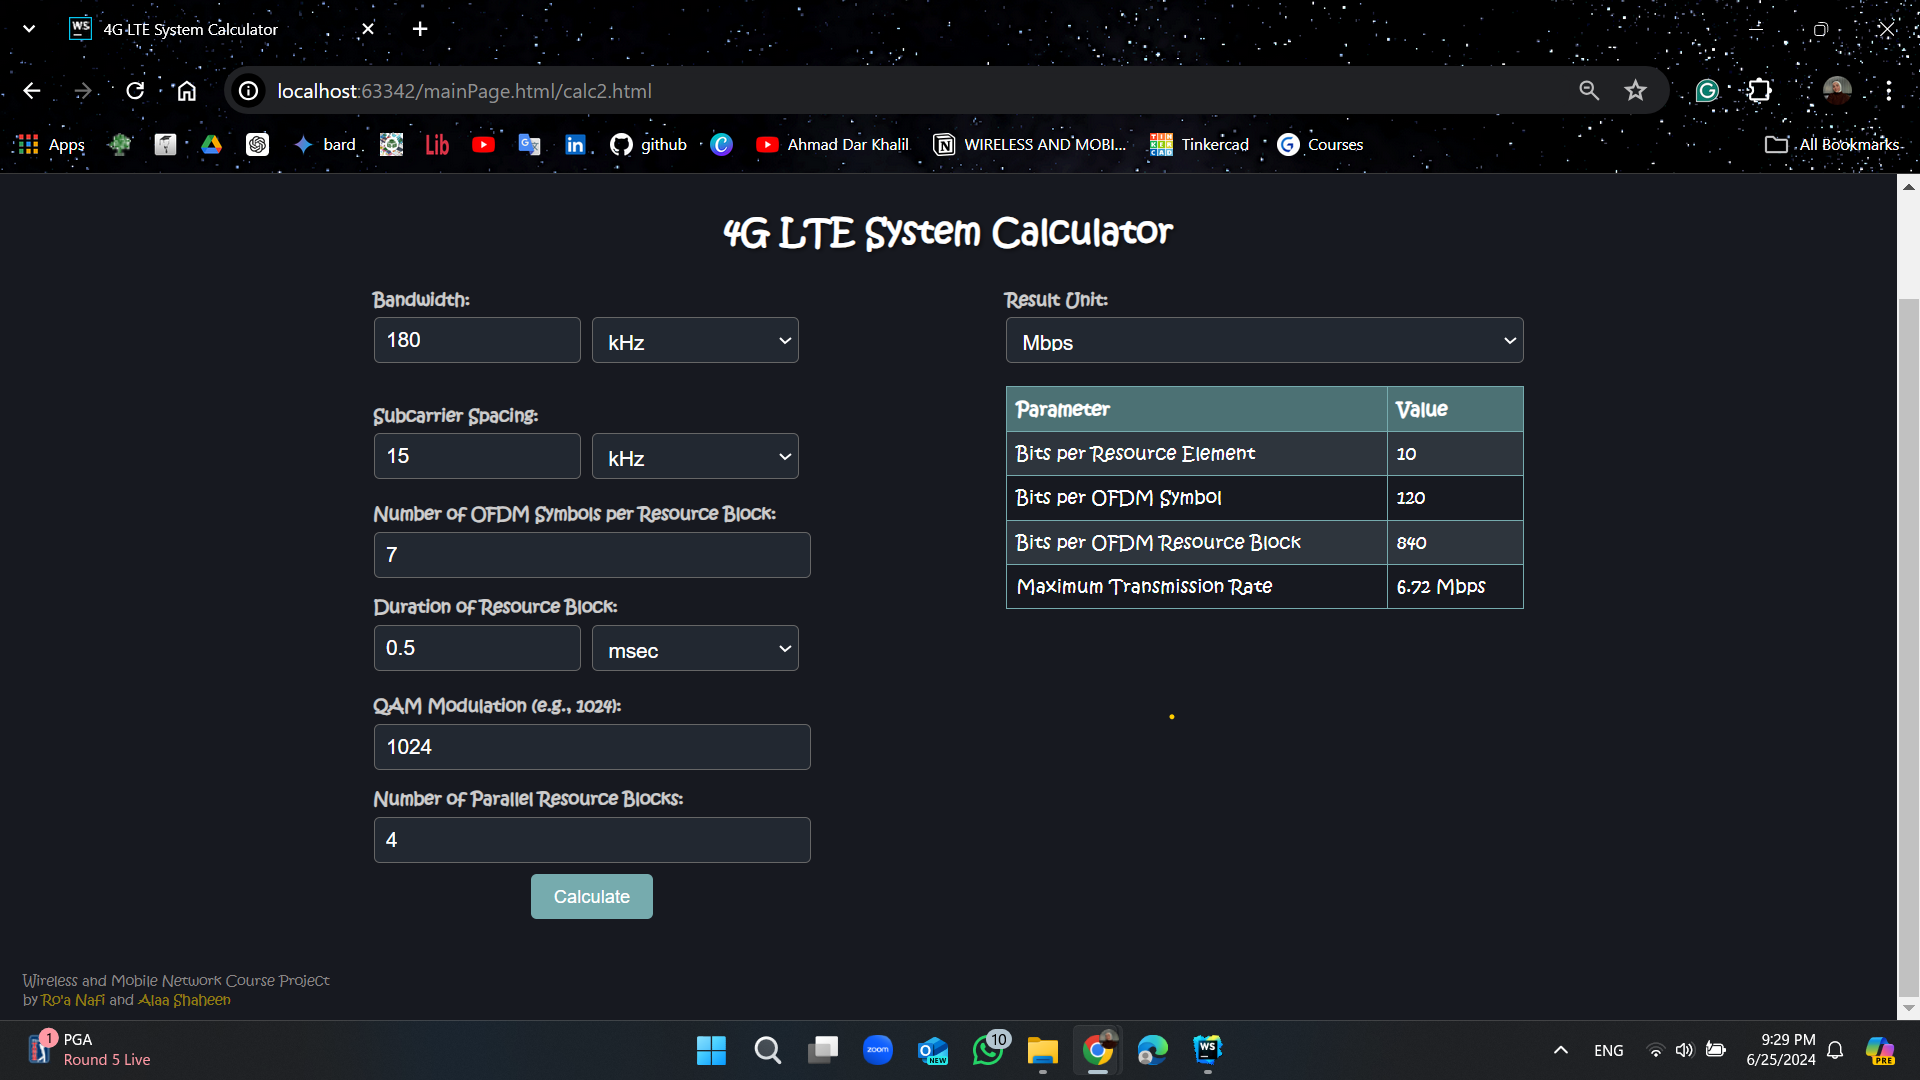 4G LTE System Calculator
localhost:63342/mainPage.html/calc2.html
Apps bard Lib github Ahmad Dar Khalil WIRELESS AND MOBI... Tinkercad Courses All Bookmarks
4G LTE System Calculator
Bandwidth:
180 kHz
Subcarrier Spacing:
15 kHz
Number of OFDM Symbols per Resource Block:
7
Duration of Resource Block:
0.5 msec
QAM Modulation (e.g., 1024):
1024
Number of Parallel Resource Blocks:
4
Calculate
Result Unit:
Mbps
Parameter Value
Bits per Resource Element 10
Bits per OFDM Symbol 120
Bits per OFDM Resource Block 840
Maximum Transmission Rate 6.72 Mbps
Wireless and Mobile Network Course Project
by Ro'a Nafi and Alaa Shaheen
1 PGA
Round 5 Live
zoom NEW 10 WS
ENG
9:29 PM
6/25/2024
PRE